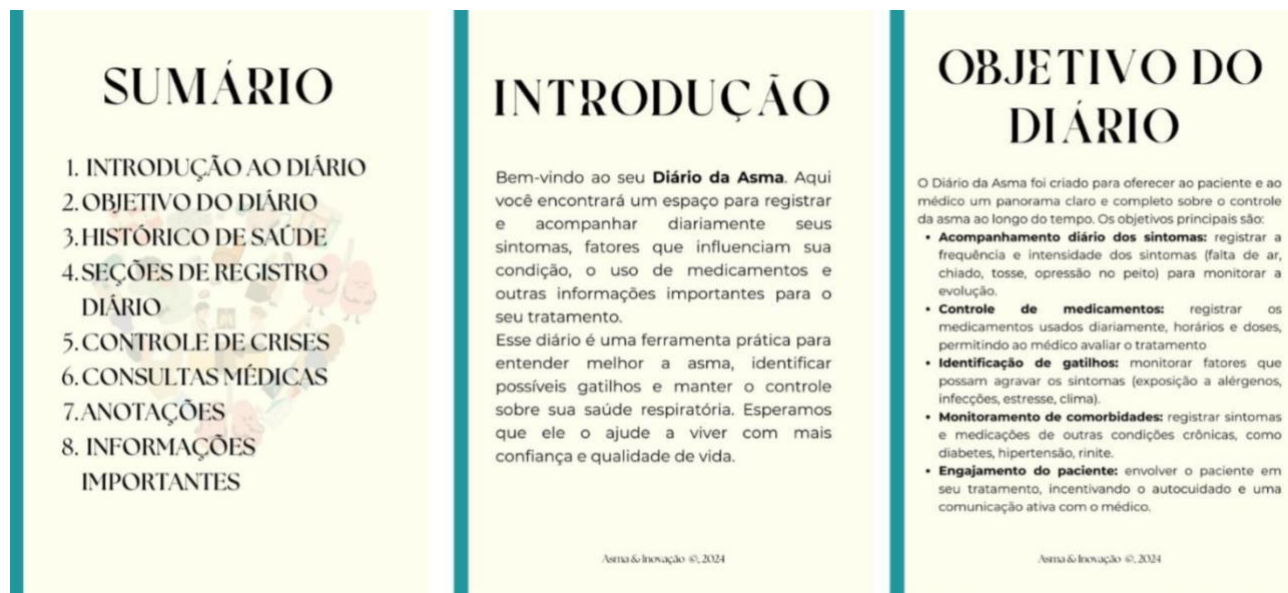 SUMÁRIO
1. INTRODUÇÃO AO DIÁRIO
2. OBJETIVO DO DIÁRIO
3. HISTÓRICO DE SAÚDE
4. SEÇÕES DE REGISTRO
DIÁRIO
5. CONTROLE DE CRISES
6. CONSULTAS MÉDICAS
7. ANOTAÇÕES
8. INFORMAÇÕES
IMPORTANTES
INTRODUÇÃO
Bem-vindo ao seu Diário da Asma. Aqui
você encontrará um espaço para registrar
e acompanhar diariamente seus
sintomas, fatores que influenciam sua
condição, o uso de medicamentos e
outras informações importantes para o
seu tratamento.
Esse diário é uma ferramenta prática para
entender melhor a asma, identificar
possíveis gatilhos e manter o controle
sobre sua saúde respiratória. Esperamos
que ele o ajude a viver com mais
confiança e qualidade de vida.
Asma & Inovação ©, 2024
OBJETIVO DO
DIÁRIO
O Diário da Asma foi criado para oferecer ao paciente e ao
médico um panorama claro e completo sobre o controle
da asma ao longo do tempo. Os objetivos principais são:
• Acompanhamento diário dos sintomas: registrar a
frequência e intensidade dos sintomas (falta de ar,
chiado, tosse, opressão no peito) para monitorar a
evolução.
• Controle de medicamentos: registrar os
medicamentos usados diariamente, horários e doses,
permitindo ao médico avaliar o tratamento
• Identificação de gatilhos: monitorar fatores que
possam agravar os sintomas (exposição a alérgenos,
infecções, estresse, clima).
• Monitoramento de comorbidades: registrar sintomas
e medicações de outras condições crônicas, como
diabetes, hipertensão, rinite.
• Engajamento do paciente: envolver o paciente em
seu tratamento, incentivando o autocuidado e uma
comunicação ativa com o médico.
Asma & Inovação ©, 2024